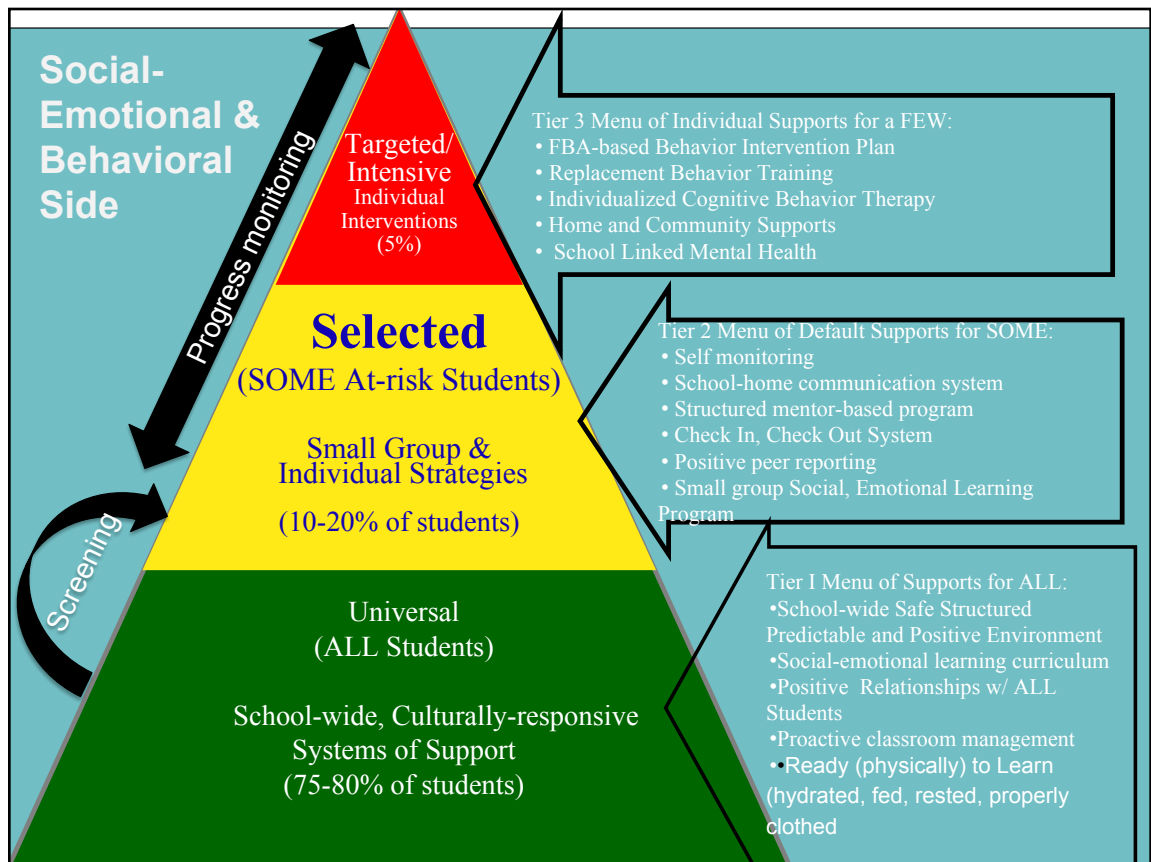 Social-
Emotional &
Behavioral
Side
Progress monitoring
Screening
Targeted/
Intensive
Individual
Interventions
(5%)
Selected
(SOME At-risk Students)
Small Group &
Individual Strategies
(10-20% of students)
Universal
(ALL Students)
School-wide, Culturally-responsive
Systems of Support
(75-80% of students)
Tier 3 Menu of Individual Supports for a FEW:
• FBA-based Behavior Intervention Plan
• Replacement Behavior Training
• Individualized Cognitive Behavior Therapy
• Home and Community Supports
• School Linked Mental Health
Tier 2 Menu of Default Supports for SOME:
• Self monitoring
• School-home communication system
• Structured mentor-based program
• Check In, Check Out System
• Positive peer reporting
• Small group Social, Emotional Learning
Program
Tier I Menu of Supports for ALL:
•School-wide Safe Structured
Predictable and Positive Environment
•Social-emotional learning curriculum
•Positive Relationships w/ ALL
Students
•Proactive classroom management
••Ready (physically) to Learn
(hydrated, fed, rested, properly
clothed